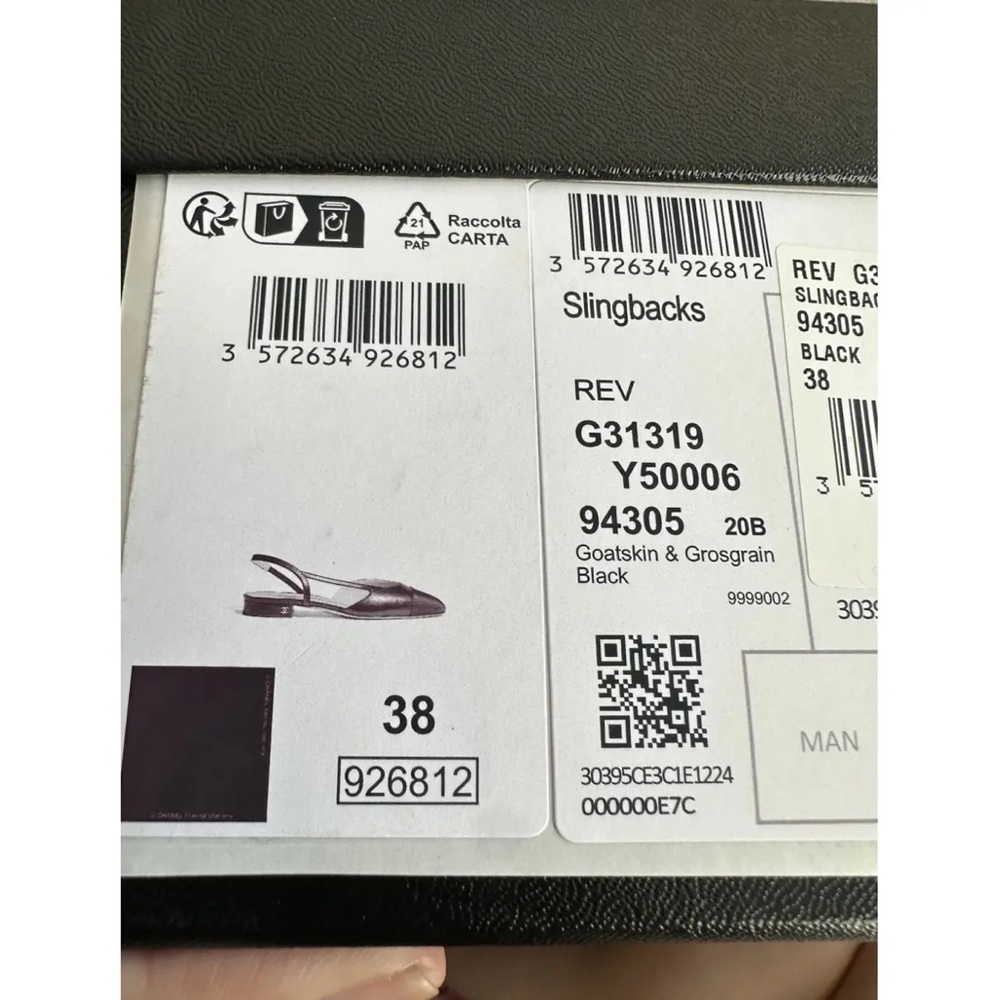 21
PAP
Raccolta
CARTA
3 572634 926812
38
926812
3 572634 926812
Slingbacks
REV
G31319
Y50006
94305 20B
Goatskin & Grosgrain
Black
9999002
30395CE3C1E1224
000000E7C
REV G3
SLINGBAC
94305
BLACK
38
3 57
3039
MAN